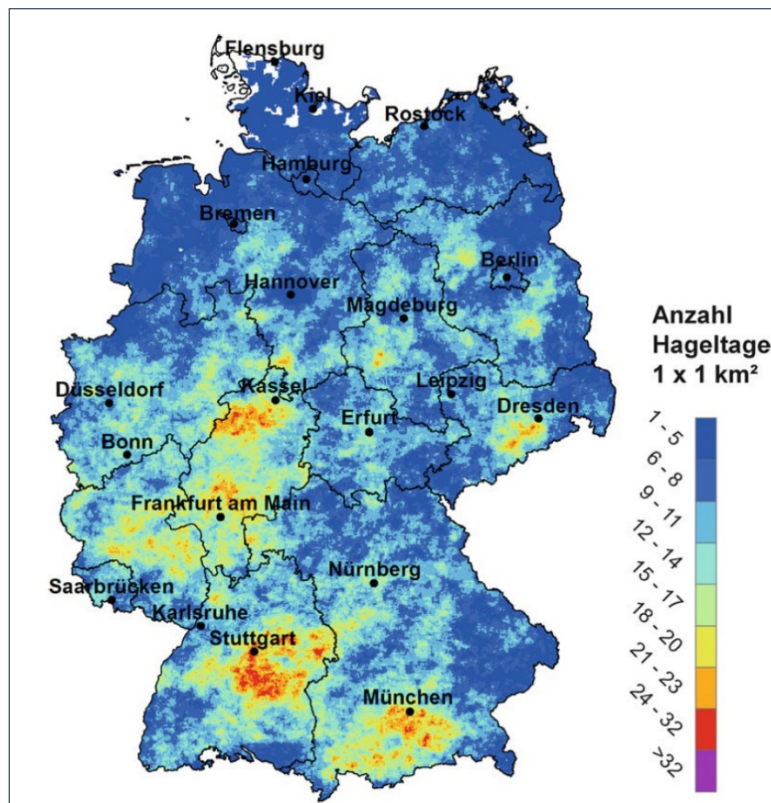 Flensburg
Kiel
Rostock
Hamburg
Bremen
Berlin
Hannover
Magdeburg
Düsseldorf
Kassel
Leipzig
Dresden
Erfurt
Bonn
Frankfurt am Main
Nürnberg
Saarbrücken
Karlsruhe
Stuttgart
München
Anzahl
Hageltage
1 x 1 km²
1 - 5
6 - 8
9 - 11
12 - 14
15 - 17
18 - 20
21 - 23
24 - 32
>32